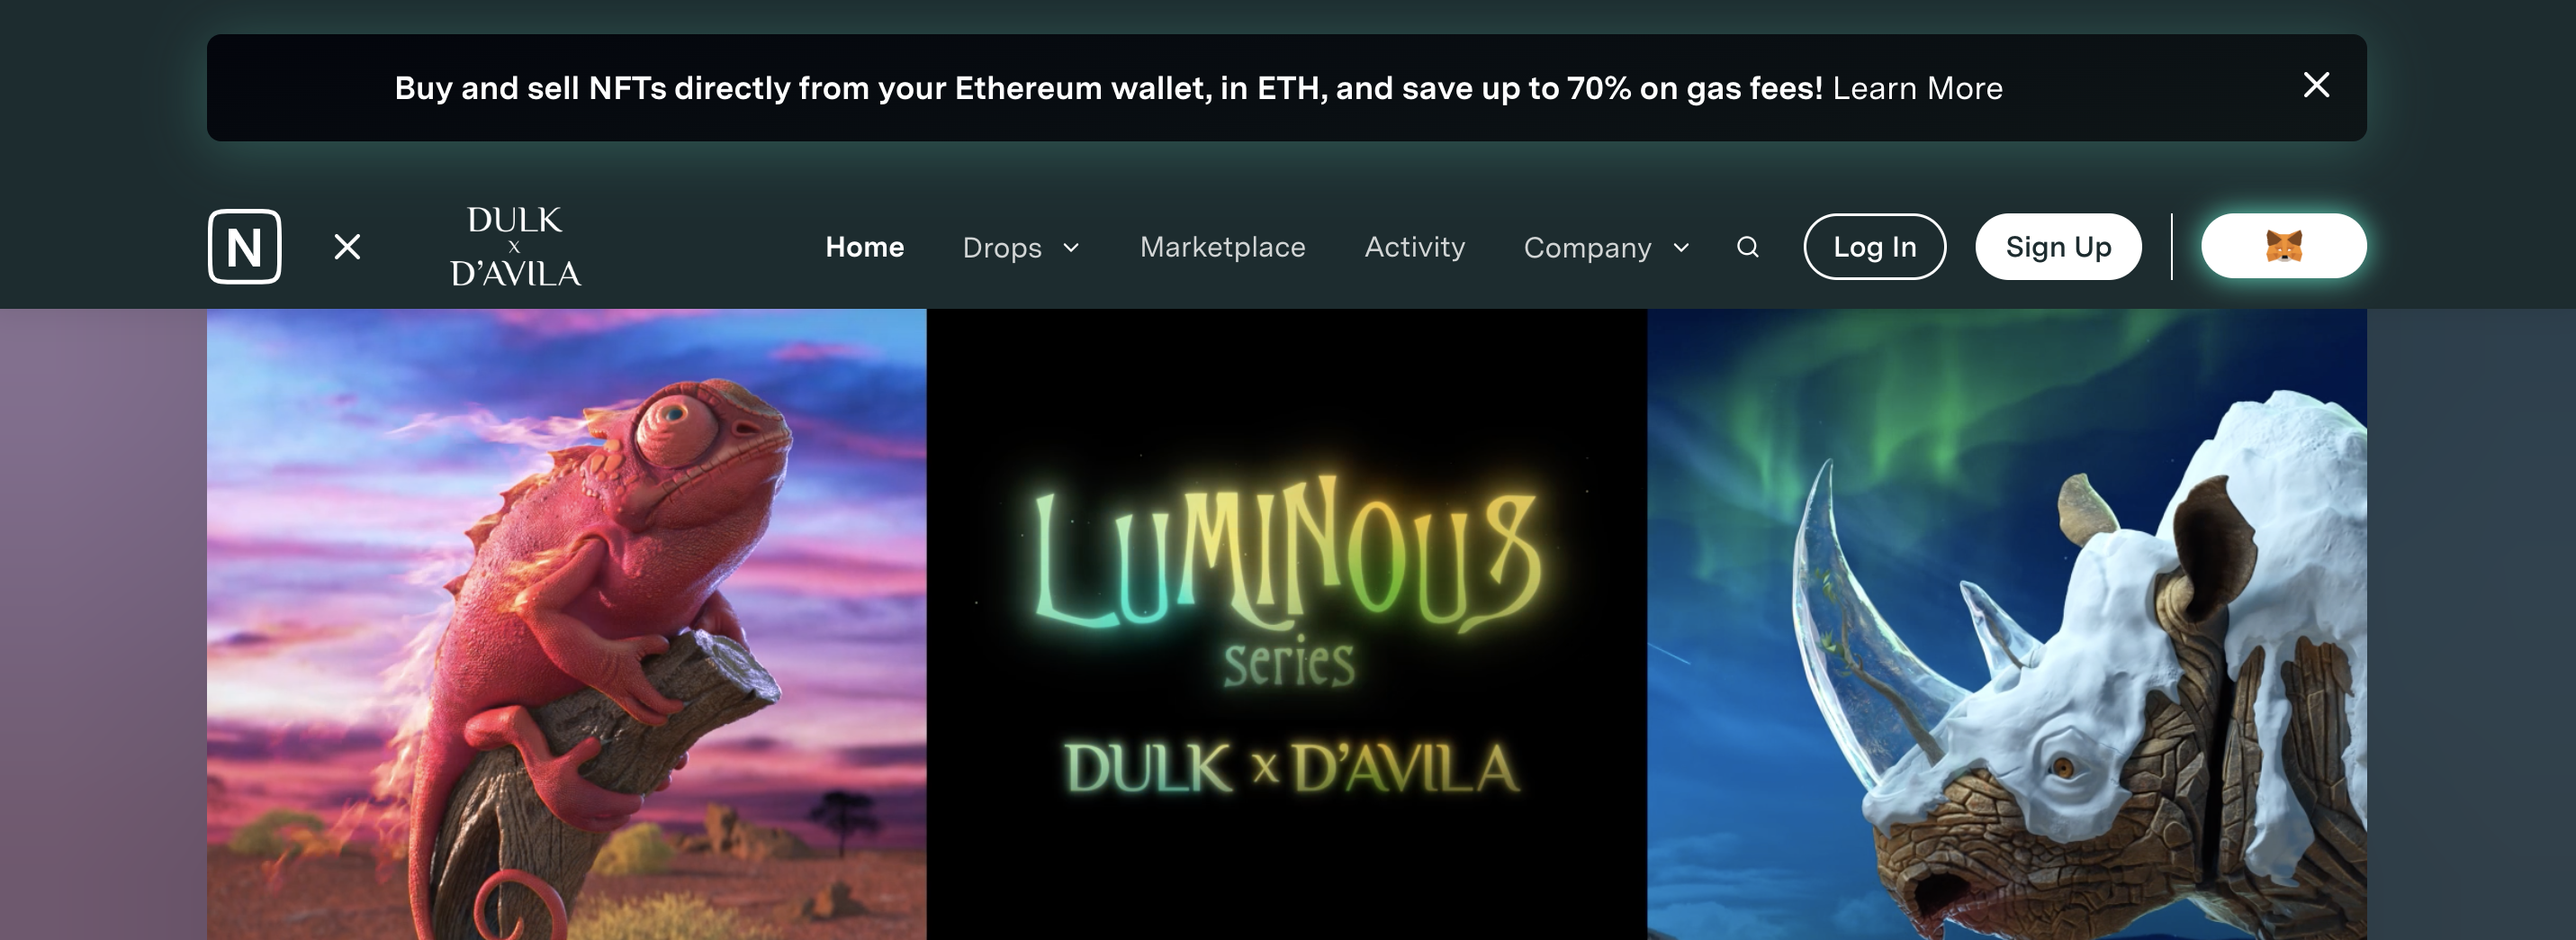 Buy and sell NFTs directly from your Ethereum wallet, in ETH, and save up to 70% on gas fees! Learn More
N
DULK
x
D'AVILA
Home Drops Marketplace Activity Company Log In Sign Up
LUMINOUS
series
DULK x D'AVILA